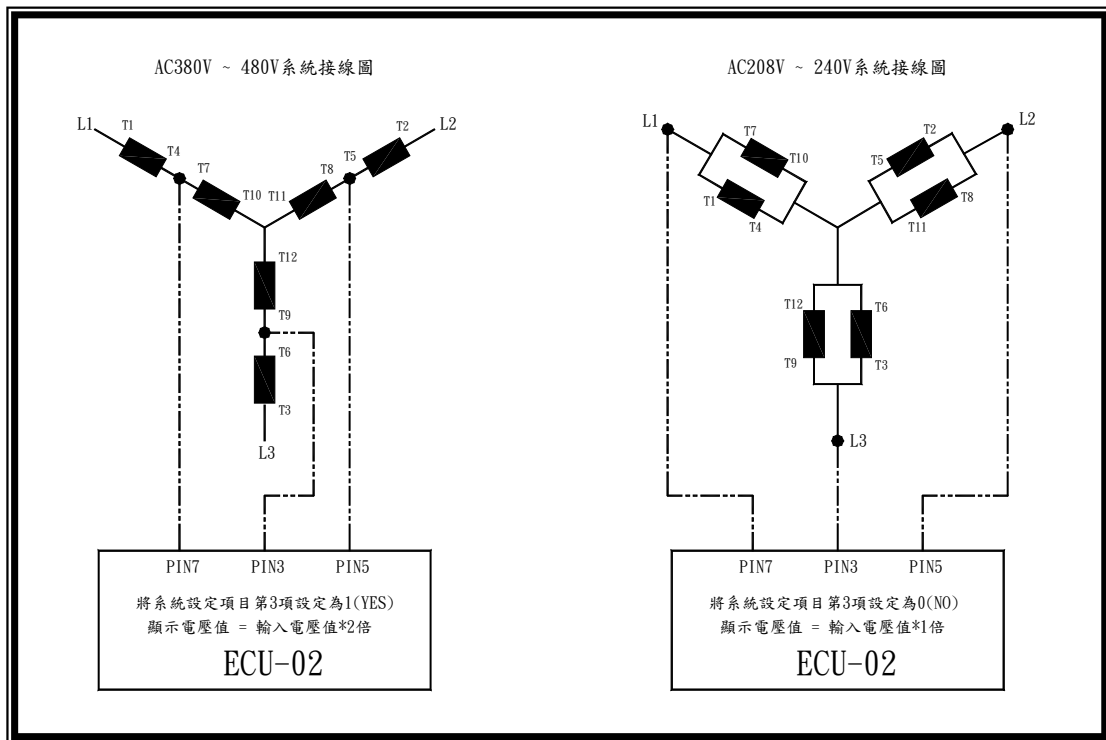 AC380V ~ 480V系統接線圖
L1
T1
T4
T7
T10
T2
L2
T5
T8
T11
T12
T9
T6
T3
L3
PIN7
PIN3
PIN5
將系統設定項目第3項設定為1(YES)
顯示電壓值 = 輸入電壓值*2倍
ECU-02
AC208V ~ 240V系統接線圖
L1
T7
T10
T1
T4
T2
L2
T5
T8
T11
T12
T6
T9
T3
L3
PIN7
PIN3
PIN5
將系統設定項目第3項設定為0(NO)
顯示電壓值 = 輸入電壓值*1倍
ECU-02